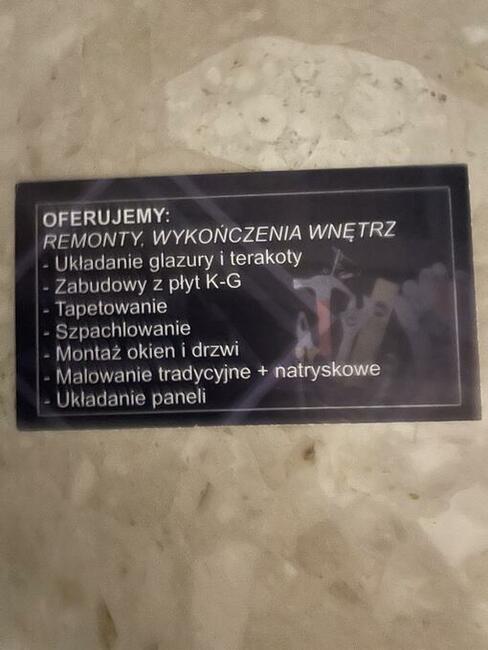 OFERUJEMY:
REMONTY, WYKOŃCZENIA WNĘTRZ
- Układanie glazury i terakoty
- Zabudowy z płyt K-G
- Tapetowanie
- Szpachlowanie
- Montaż okien i drzwi
- Malowanie tradycyjne + natryskowe
- Układanie paneli